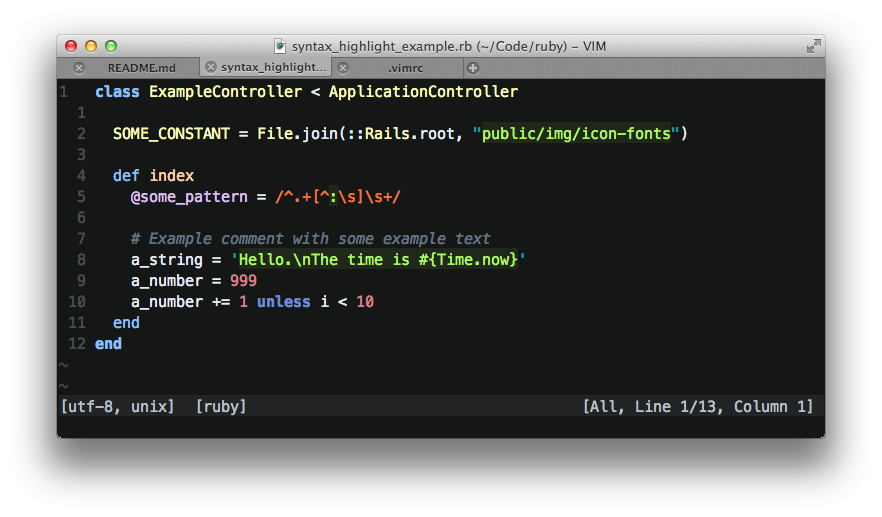 syntax_highlight_example.rb (~/Code/ruby) – VIM
README.md syntax_highlight... .vimrc
1 class ExampleController < ApplicationController
1
2 SOME_CONSTANT = File.join(::Rails.root, "public/img/icon-fonts")
3
4 def index
5 @some_pattern = /^.+[^:\s]\s+/
6
7 # Example comment with some example text
8 a_string = 'Hello.\nThe time is #{Time.now}'
9 a_number = 999
10 a_number += 1 unless i < 10
11 end
12 end
~
~
[utf-8, unix] [ruby] [All, Line 1/13, Column 1]